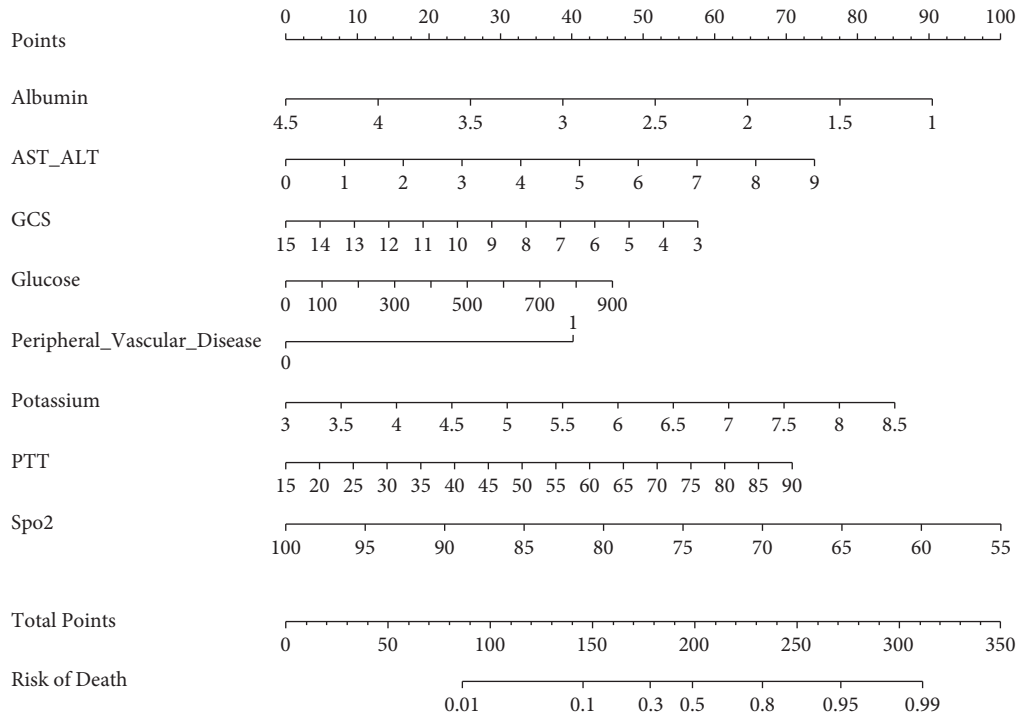 0 10 20 30 40 50 60 70 80 90 100
Points
Albumin
4.5 4 3.5 3 2.5 2 1.5 1
AST_ALT
0 1 2 3 4 5 6 7 8 9
GCS
15 14 13 12 11 10 9 8 7 6 5 4 3
Glucose
0 100 300 500 700 900
1
Peripheral_Vascular_Disease
0
Potassium
3 3.5 4 4.5 5 5.5 6 6.5 7 7.5 8 8.5
PTT
15 20 25 30 35 40 45 50 55 60 65 70 75 80 85 90
Spo2
100 95 90 85 80 75 70 65 60 55
Total Points
0 50 100 150 200 250 300 350
Risk of Death
0.01 0.1 0.3 0.5 0.8 0.95 0.99